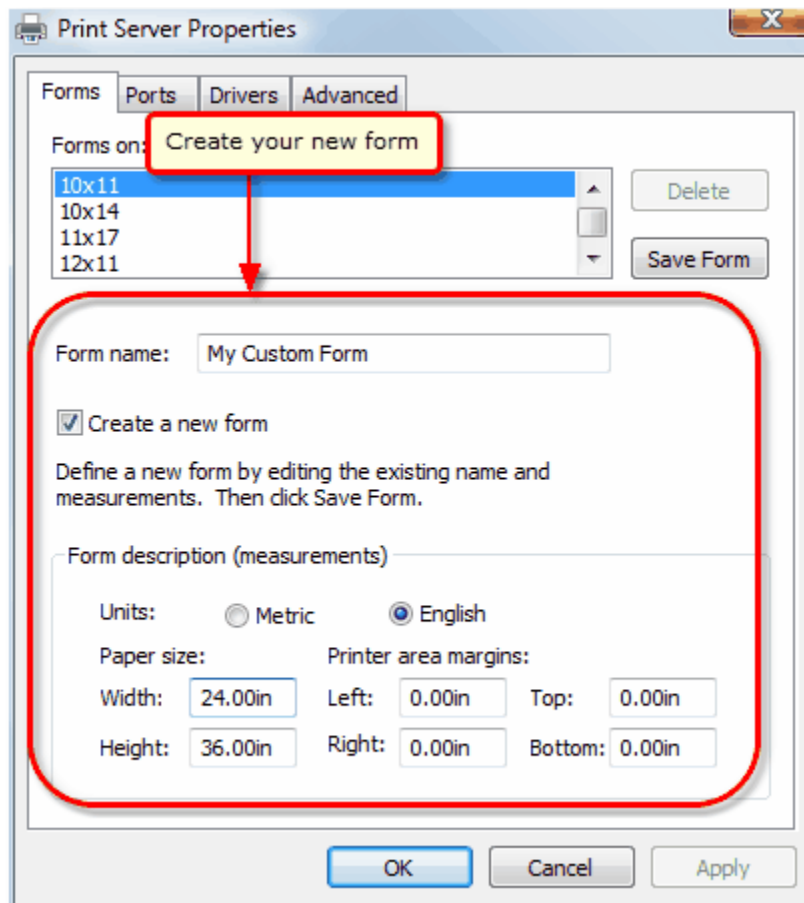 Print Server Properties
Forms Ports Drivers Advanced
Forms on:
Create your new form
10x11
10x14
11x17
12x11
Delete
Save Form
Form name: My Custom Form
Create a new form
Define a new form by editing the existing name and
measurements. Then click Save Form.
Form description (measurements)
Units: Metric English
Paper size: Printer area margins:
Width: 24.00in Left: 0.00in Top: 0.00in
Height: 36.00in Right: 0.00in Bottom: 0.00in
OK Cancel Apply